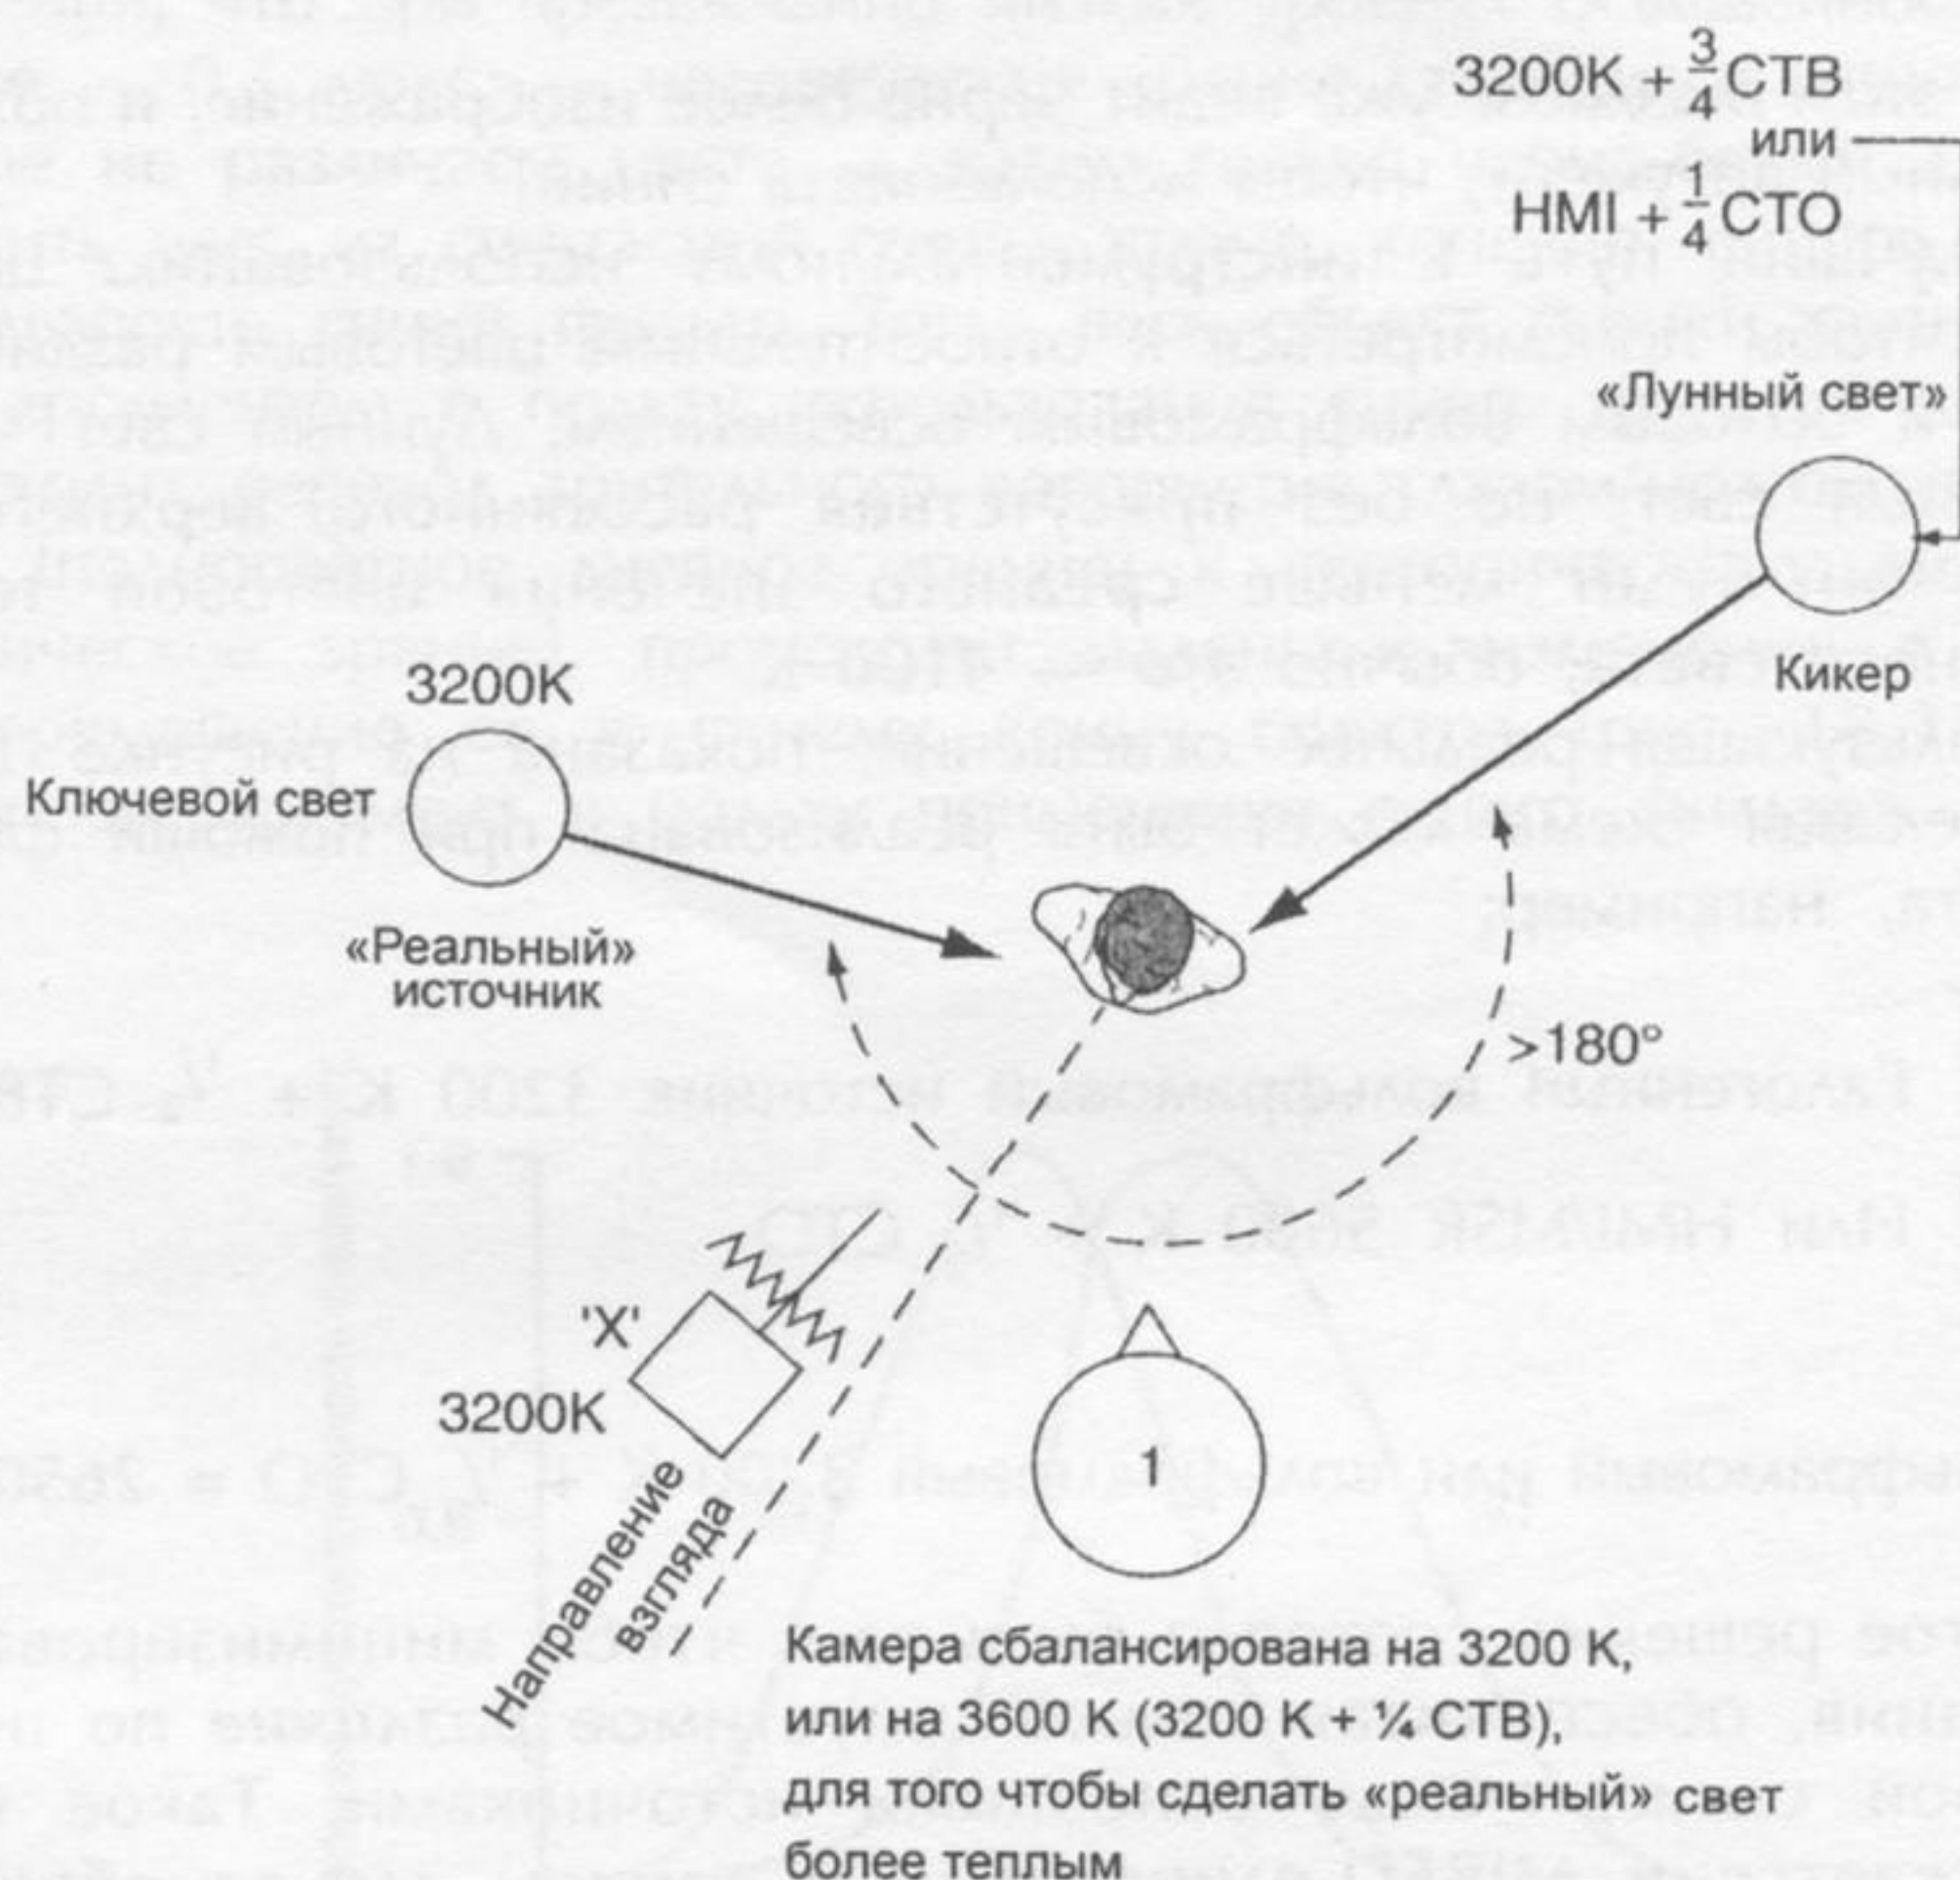 3200K + 3/4 CTB
или
HMI + 1/4 CTO
«Лунный свет»
Кикер
3200K
Ключевой свет
«Реальный»
источник
>180°
'X'
3200K
Направление
взгляда
1
Камера сбалансирована на 3200 K,
или на 3600 K (3200 K + ¼ CTB),
для того чтобы сделать «реальный» свет
более теплым